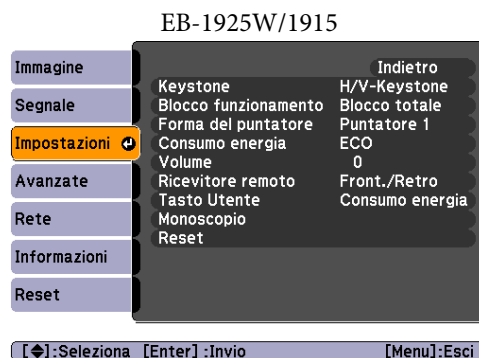 EB-1925W/1915
Immagine
Segnale
Impostazioni
Avanzate
Rete
Informazioni
Reset
Indietro
Keystone H/V-Keystone
Blocco funzionamento Blocco totale
Forma del puntatore Puntatore 1
Consumo energia ECO
Volume 0
Ricevitore remoto Front./Retro
Tasto Utente Consumo energia
Monoscopio
Reset
[◆]:Seleziona [Enter] :Invio [Menu]:Esci